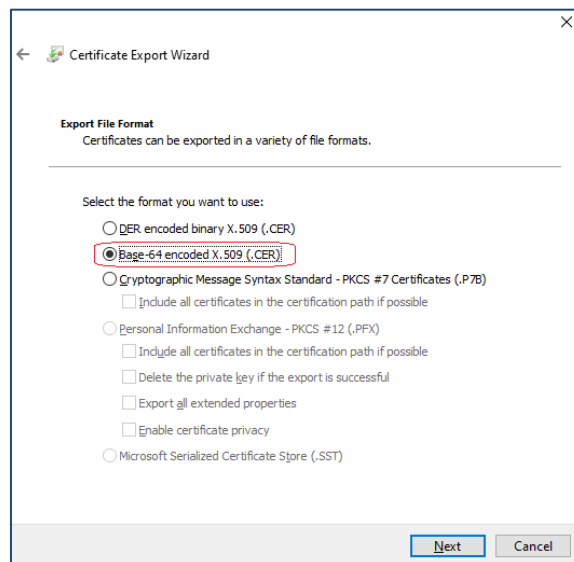 Certificate Export Wizard
Export File Format
Certificates can be exported in a variety of file formats.
Select the format you want to use:
DER encoded binary X.509 (.CER)
Base-64 encoded X.509 (.CER)
Cryptographic Message Syntax Standard - PKCS #7 Certificates (.P7B)
Include all certificates in the certification path if possible
Personal Information Exchange - PKCS #12 (.PFX)
Include all certificates in the certification path if possible
Delete the private key if the export is successful
Export all extended properties
Enable certificate privacy
Microsoft Serialized Certificate Store (.SST)
Next Cancel